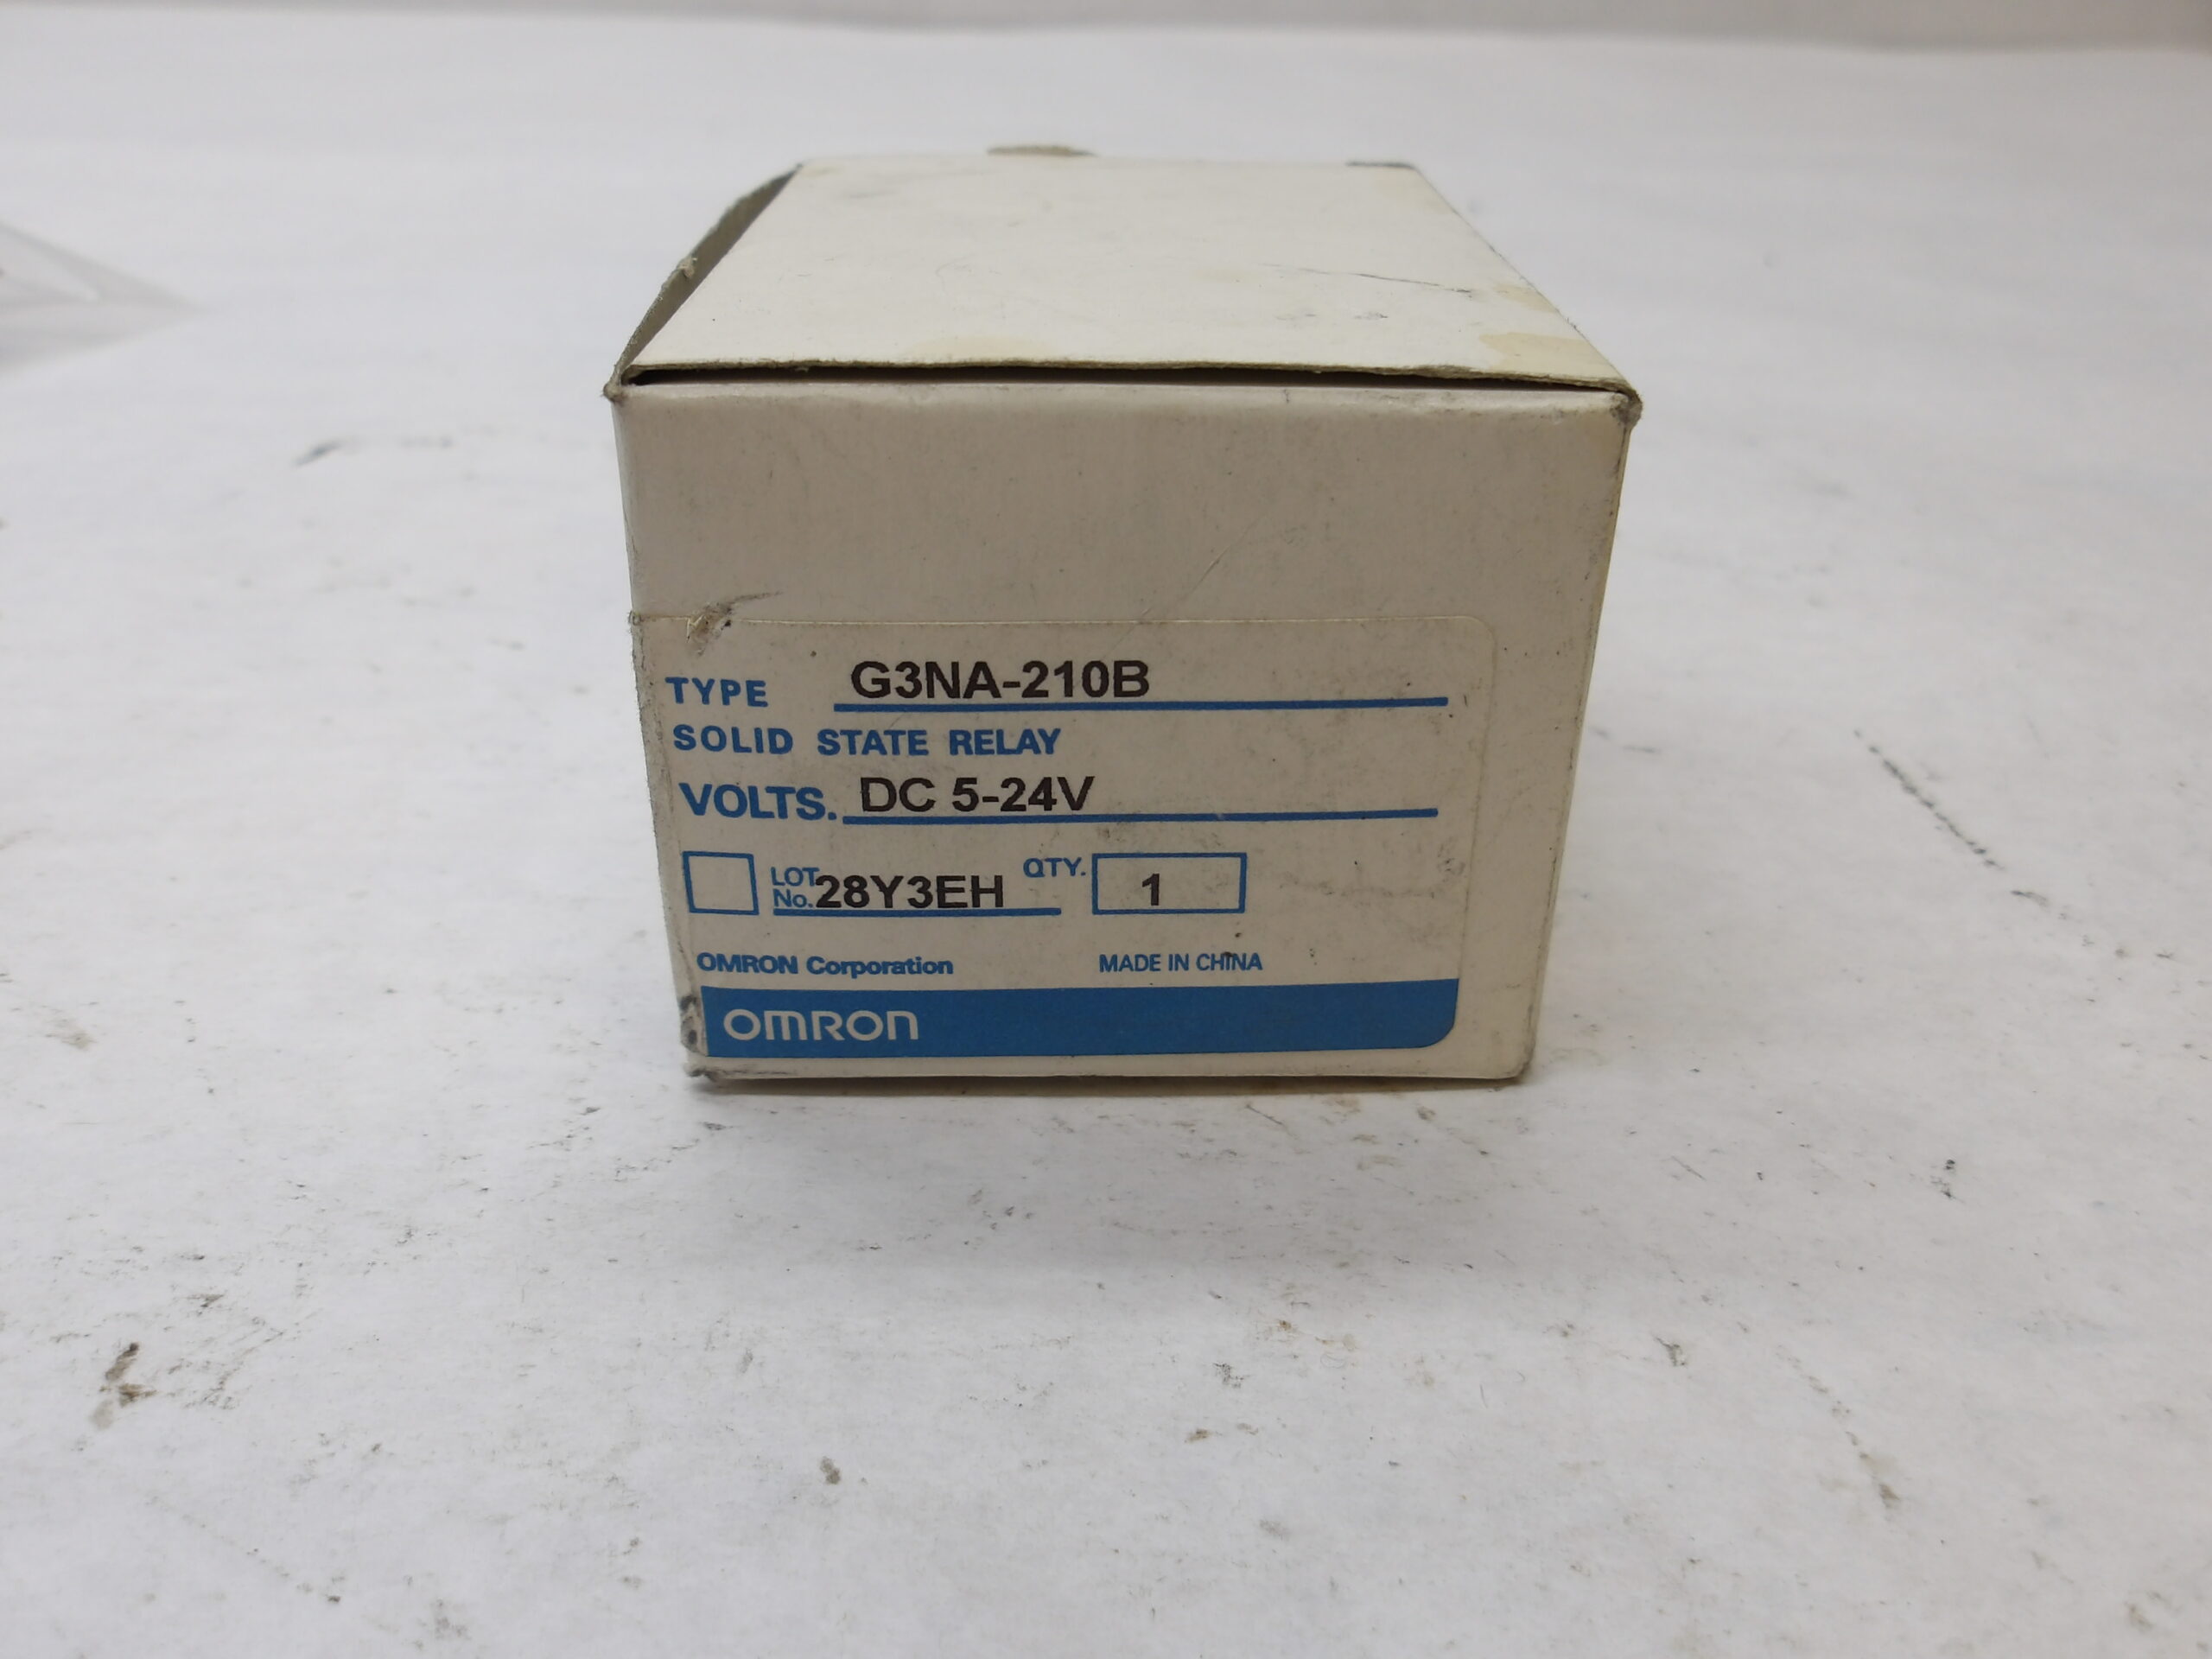 TYPE G3NA-210B
SOLID STATE RELAY
VOLTS. DC 5-24V
LOT No. 28Y3EH QTY. 1
OMRON Corporation MADE IN CHINA
OMRON